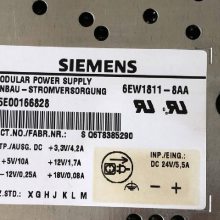 SIEMENS
ODULAR POWER SUPPLY 6EW1811-8AA
NBAU-STROMVERSORGUNG
5E00166828
CT.NO./FABR.NR. S Q6T8385290
TP./AUSG. DC +3,3V/4,2A
+5V/10A +12V/1,7A
-12V/0,25A +18V/0,08A
Z.STD.: X G H J K L M
INP./EING.:
DC 24V/5,5A